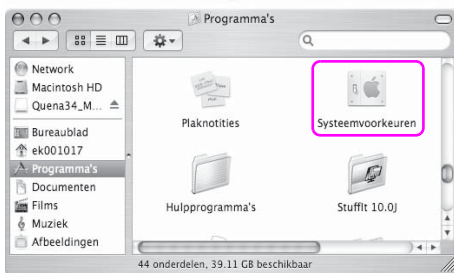 Programma's
Network
Macintosh HD
Quena34_M...
Bureaublad
ek001017
Programma's
Documenten
Films
Muziek
Afbeeldingen
Plaknotities
Systeemvoorkeuren
Hulpprogramma's
StuffIt 10.0J
44 onderdelen, 39.11 GB beschikbaar